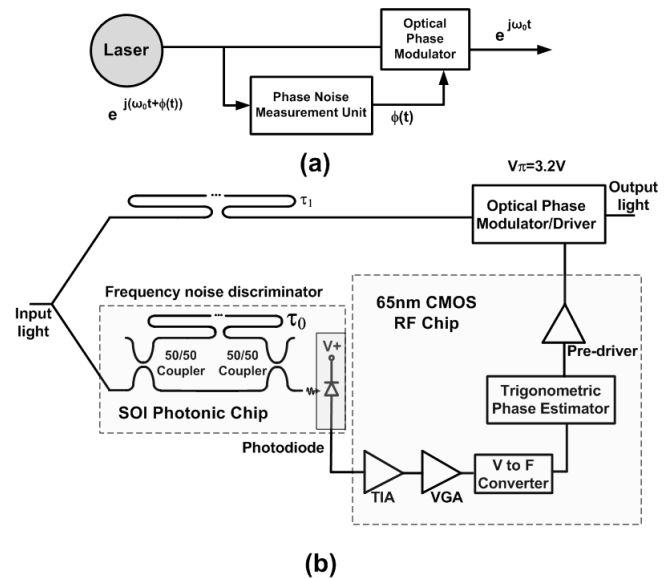 Laser
e^j(ω₀t+ϕ(t))
Optical
Phase
Modulator
e^jω₀t
Phase Noise
Measurement Unit
ϕ(t)
(a)
Vπ=3.2V
τ₁
Optical Phase
Modulator/Driver
Output
light
Input
light
Frequency noise discriminator
...
τ₀
50/50
Coupler
50/50
Coupler
SOI Photonic Chip
V+
Photodiode
65nm CMOS
RF Chip
Pre-driver
Trigonometric
Phase Estimator
V to F
Converter
TIA
VGA
(b)